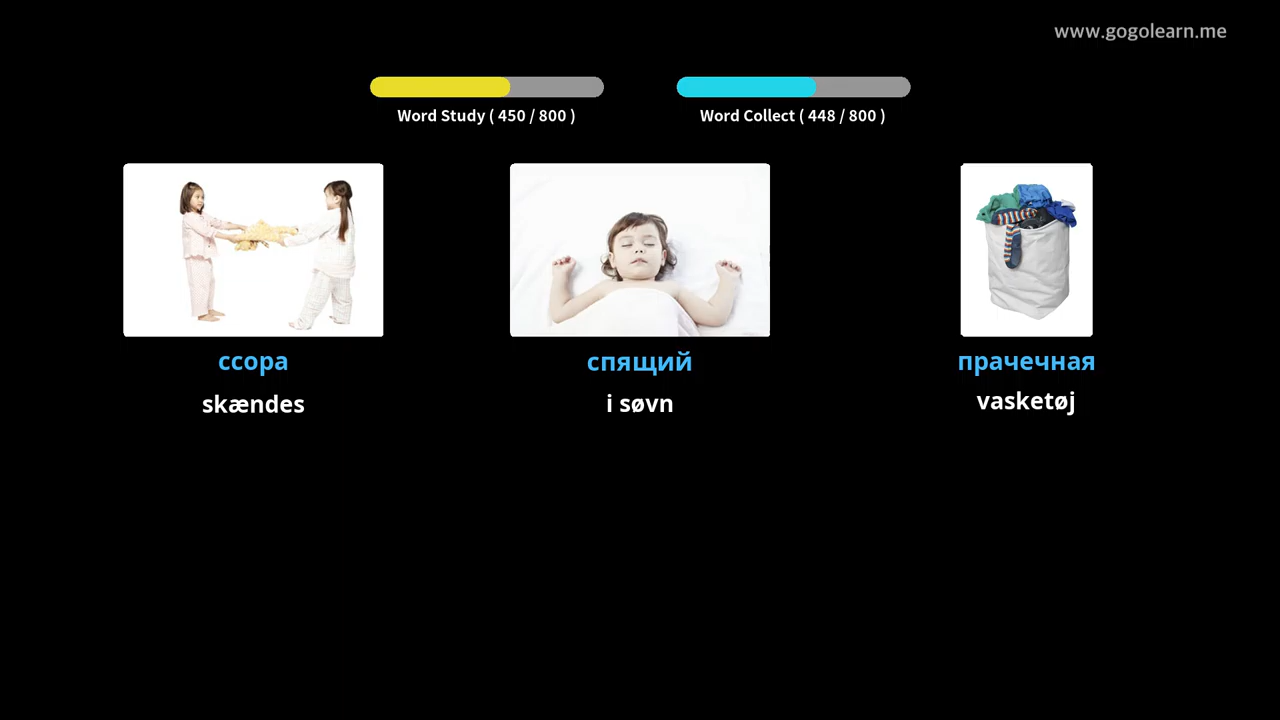 www.gogolearn.me
Word Study ( 450 / 800 )
Word Collect ( 448 / 800 )
ссора
спящий
прачечная
skændes
i søvn
vasketøj